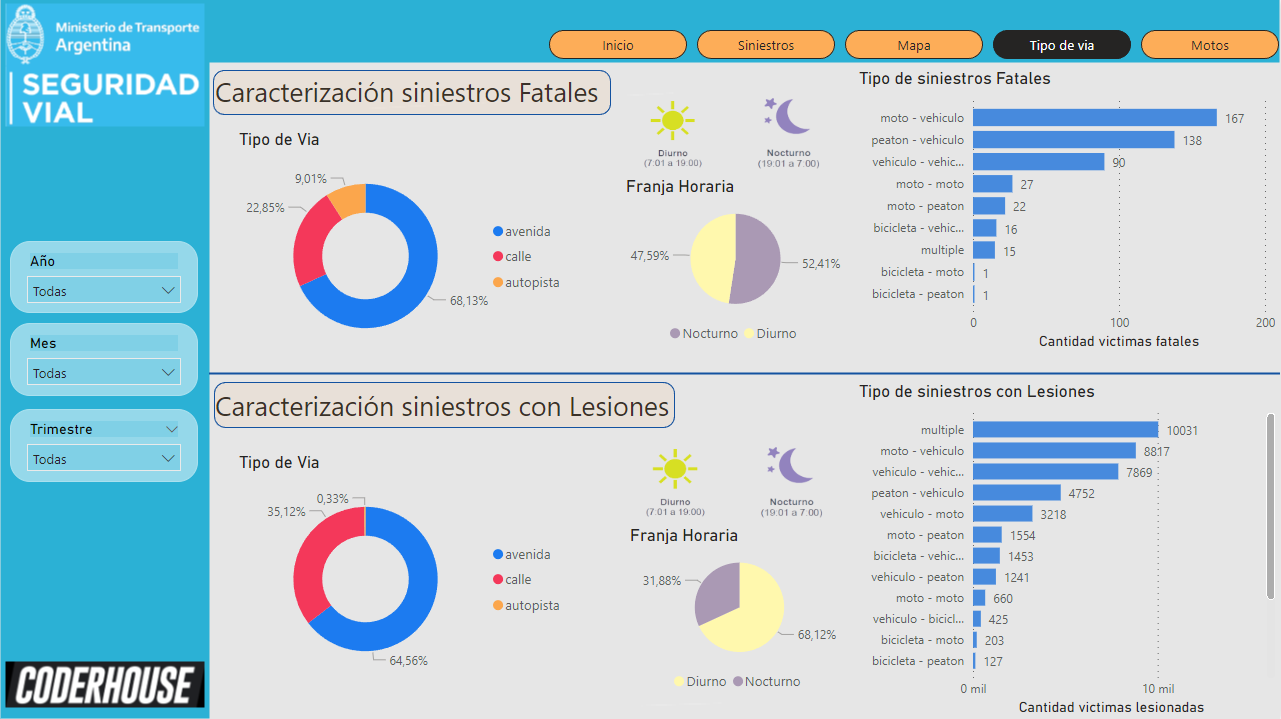 Ministerio de Transporte
Argentina
SEGURIDAD
VIAL
Inicio
Siniestros
Mapa
Tipo de via
Motos
Año
Todas
Mes
Todas
Trimestre
Todas
CODERHOUSE
Caracterización siniestros Fatales
Tipo de Via
9,01%
22,85%
68,13%
avenida
calle
autopista
Diurno
(7:01 a 19:00)
Nocturno
(19:01 a 7:00)
Franja Horaria
47,59%
52,41%
Nocturno
Diurno
Tipo de siniestros Fatales
moto - vehiculo 167
peaton - vehiculo 138
vehiculo - vehic... 90
moto - moto 27
moto - peaton 22
bicicleta - vehic... 16
multiple 15
bicicleta - moto 1
bicicleta - peaton 1
0 100 200
Cantidad victimas fatales
Caracterización siniestros con Lesiones
Tipo de Via
0,33%
35,12%
64,56%
avenida
calle
autopista
Diurno
(7:01 a 19:00)
Nocturno
(19:01 a 7:00)
Franja Horaria
31,88%
68,12%
Diurno
Nocturno
Tipo de siniestros con Lesiones
multiple 10031
moto - vehiculo 8817
vehiculo - vehic... 7869
peaton - vehiculo 4752
vehiculo - moto 3218
moto - peaton 1554
bicicleta - vehic... 1453
vehiculo - peaton 1241
moto - moto 660
vehiculo - bicicl... 425
bicicleta - moto 203
bicicleta - peaton 127
0 mil 10 mil
Cantidad victimas lesionadas